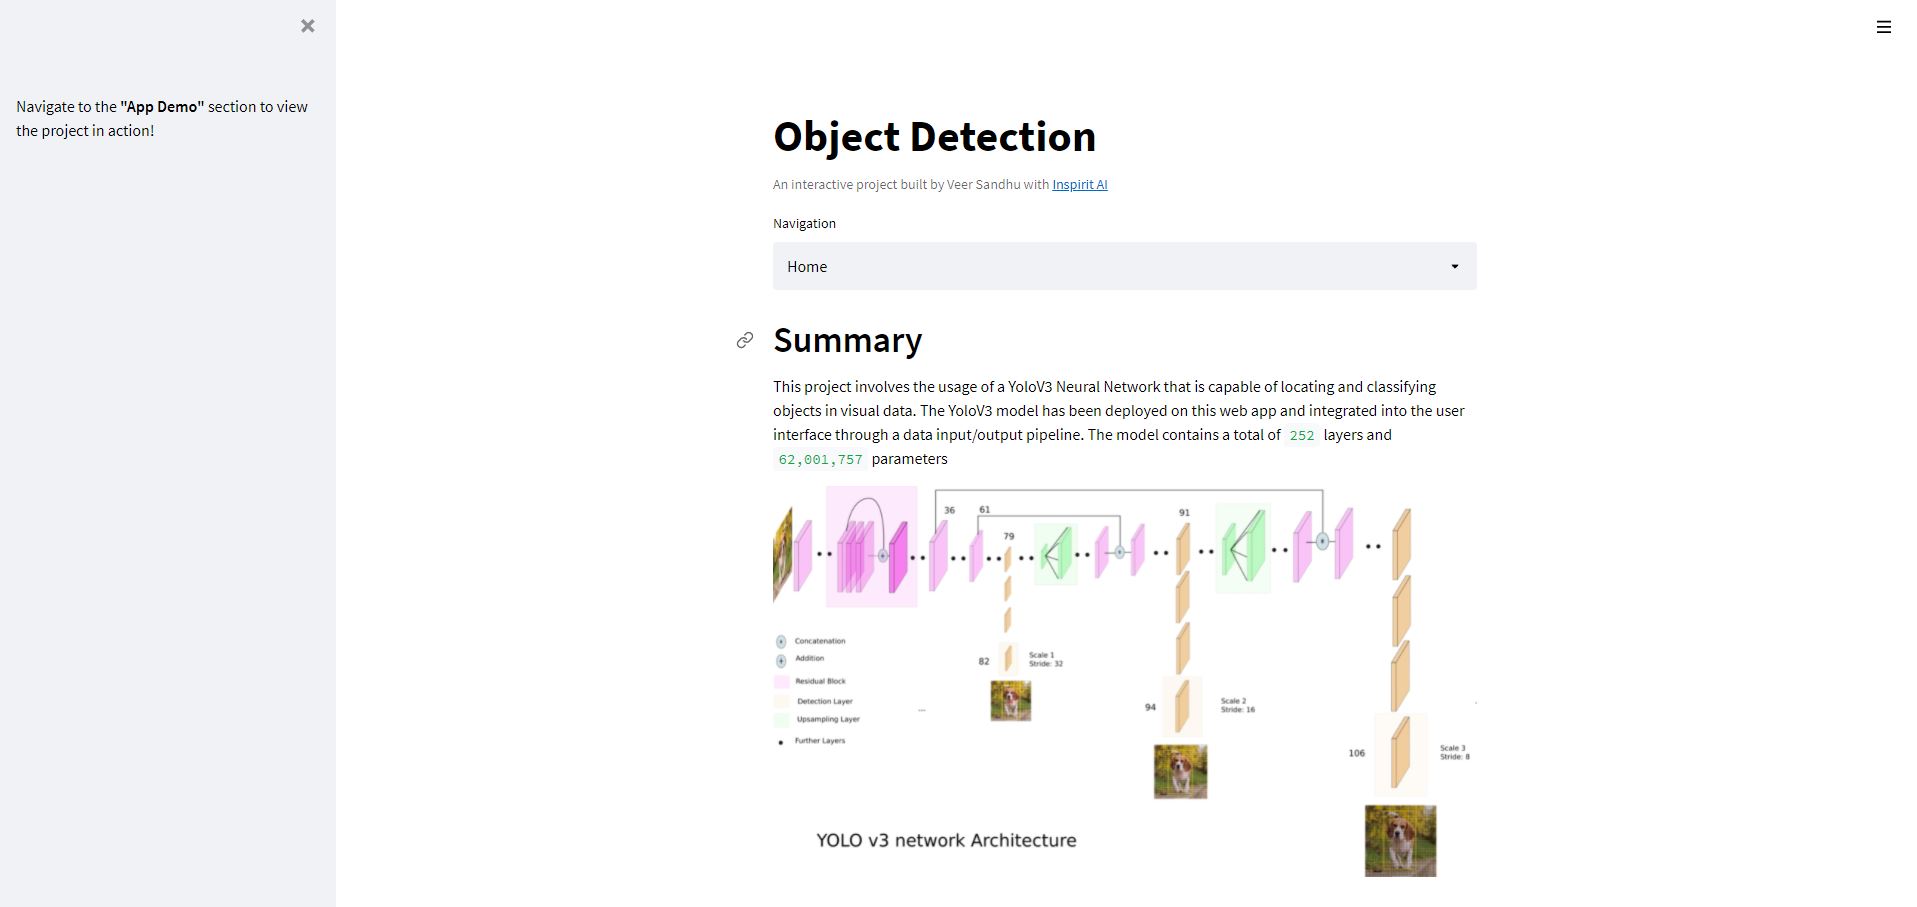 Navigate to the "App Demo" section to view
the project in action!
Object Detection
An interactive project built by Veer Sandhu with Inspirit AI
Navigation
Home
Summary
This project involves the usage of a YoloV3 Neural Network that is capable of locating and classifying
objects in visual data. The YoloV3 model has been deployed on this web app and integrated into the user
interface through a data input/output pipeline. The model contains a total of 252 layers and
62,001,757 parameters
36
61
79
91
Concatenation
Addition
Residual Block
Detection Layer
Upsampling Layer
Further Layers
...
82
Scale 1
Stride: 32
94
Scale 2
Stride: 16
106
Scale 3
Stride: 8
YOLO v3 network Architecture